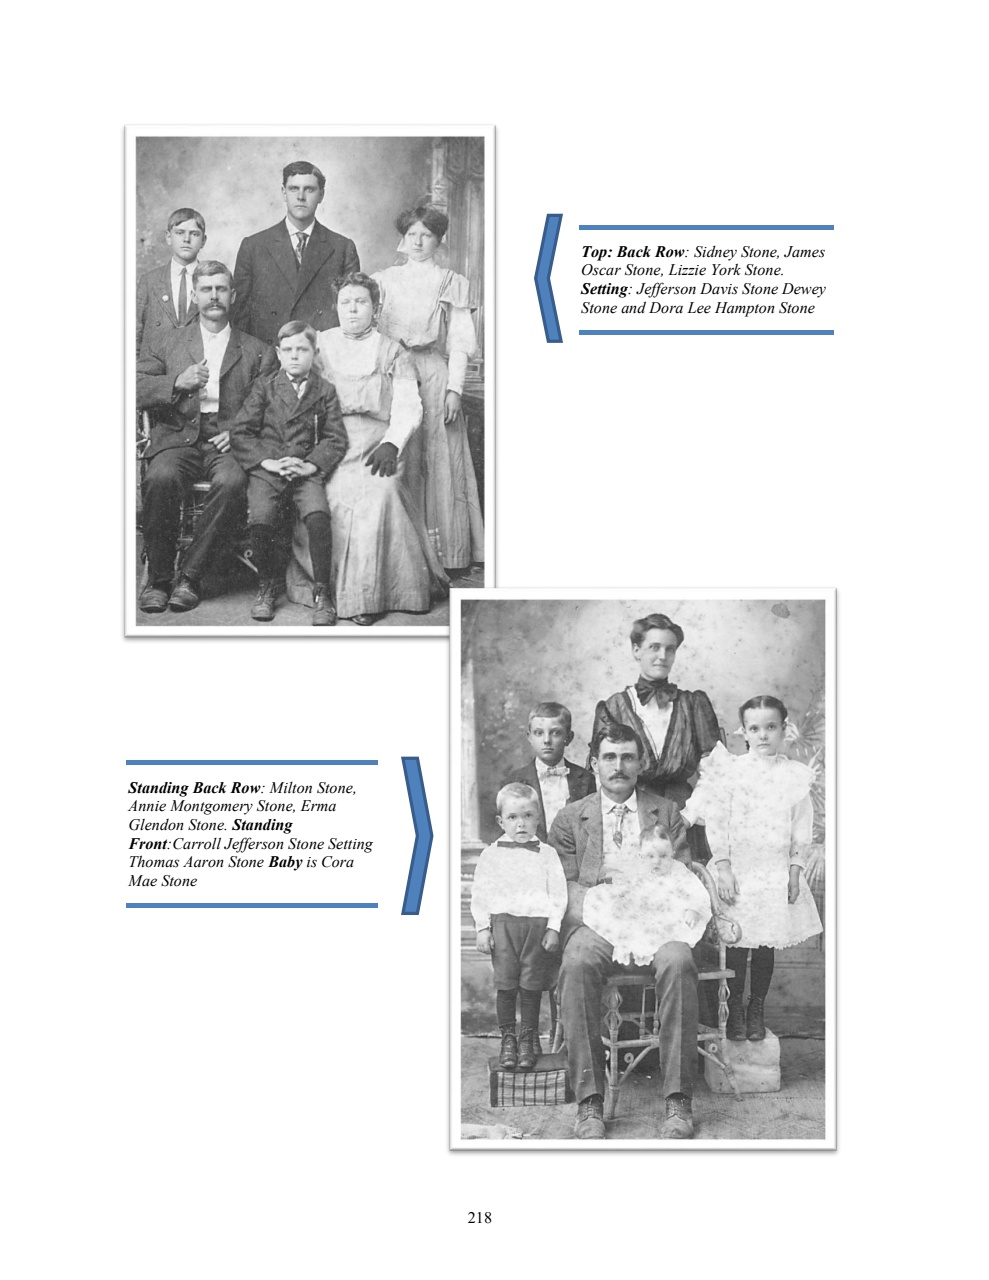 Top: Back Row: Sidney Stone, James
Oscar Stone, Lizzie York Stone.
Setting: Jefferson Davis Stone Dewey
Stone and Dora Lee Hampton Stone
Standing Back Row: Milton Stone,
Annie Montgomery Stone, Erma
Glendon Stone. Standing
Front:Carroll Jefferson Stone Setting
Thomas Aaron Stone Baby is Cora
Mae Stone
218